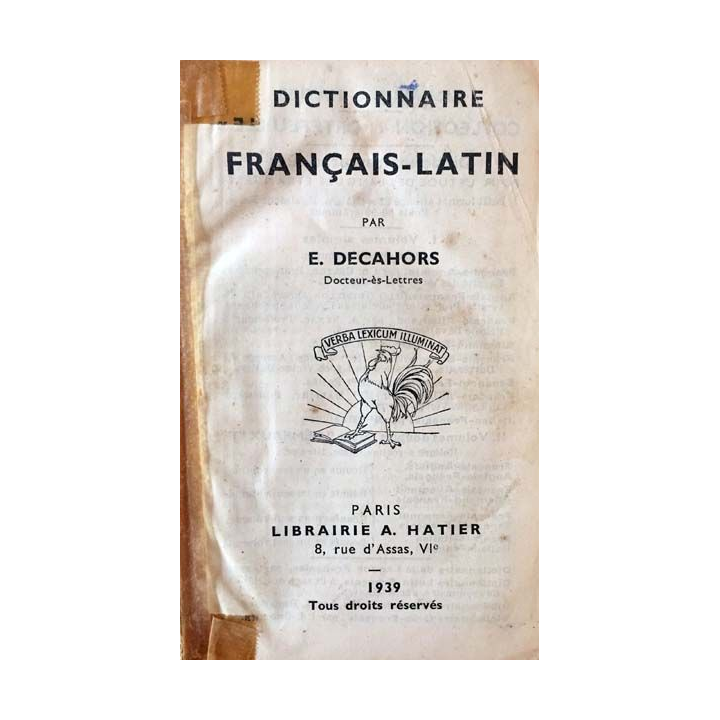 DICTIONNAIRE
FRANÇAIS-LATIN
PAR
E. DECAHORS
Docteur-ès-Lettres
VERBA LEXICUM ILLUMINAT
PARIS
LIBRAIRIE A. HATIER
8, rue d'Assas, VIe
—
1939
Tous droits réservés